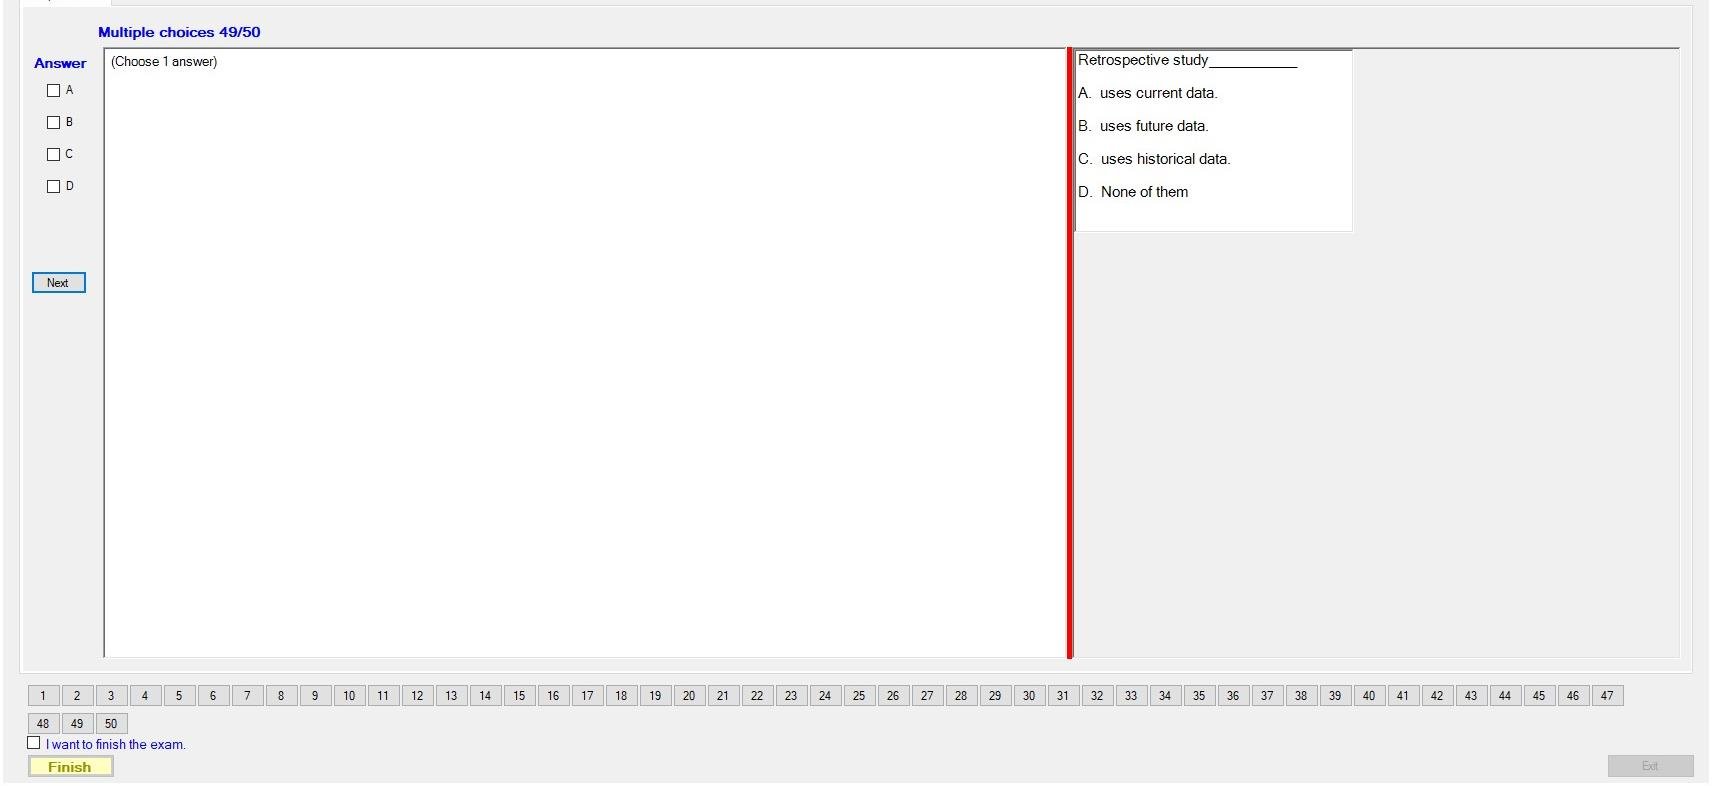 Multiple choices 49/50
Answer
(Choose 1 answer)
A
B
C
D
Next
Retrospective study___________
A. uses current data.
B. uses future data.
C. uses historical data.
D. None of them
1 2 3 4 5 6 7 8 9 10 11 12 13 14 15 16 17 18 19 20 21 22 23 24 25 26 27 28 29 30 31 32 33 34 35 36 37 38 39 40 41 42 43 44 45 46 47
48 49 50
I want to finish the exam.
Finish
Exit